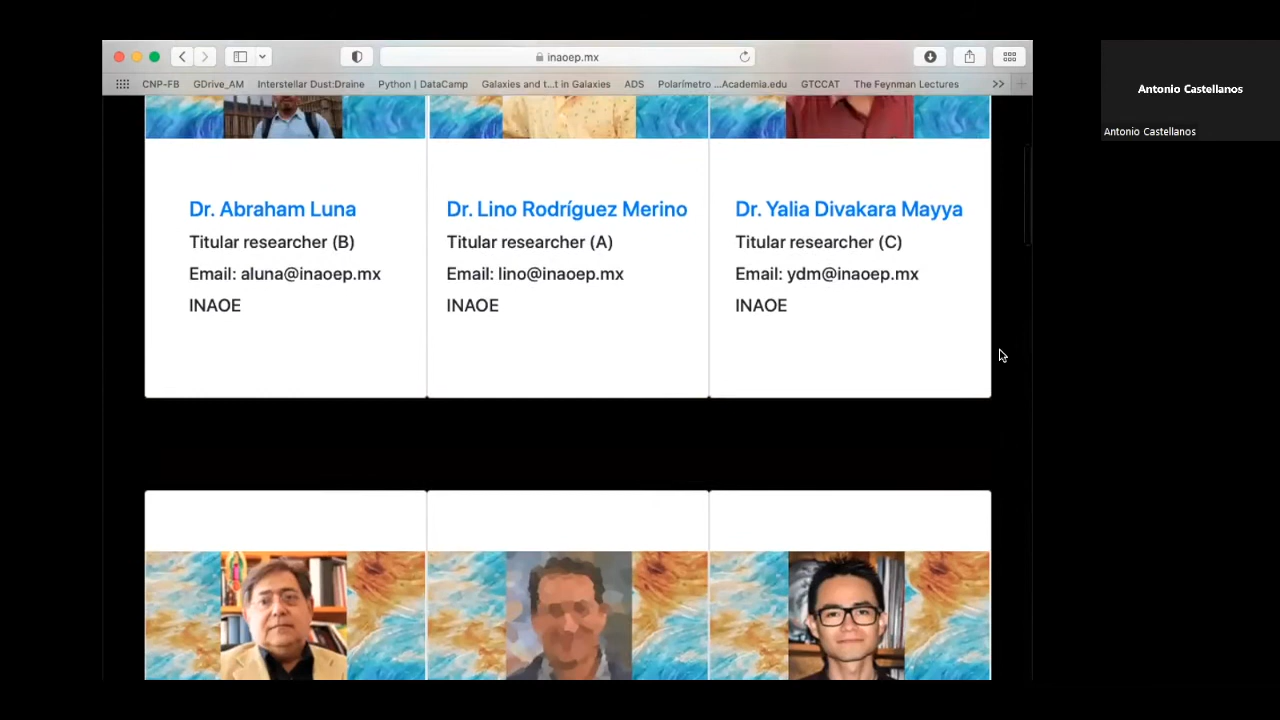 inaoep.mx
CNP-FB GDrive_AM Interstellar Dust:Draine Python | DataCamp Galaxies and t...t in Galaxies ADS Polarímetro ...Academia.edu GTCCAT The Feynman Lectures
Antonio Castellanos
Antonio Castellanos
Dr. Abraham Luna
Titular researcher (B)
Email: aluna@inaoep.mx
INAOE
Dr. Lino Rodríguez Merino
Titular researcher (A)
Email: lino@inaoep.mx
INAOE
Dr. Yalia Divakara Mayya
Titular researcher (C)
Email: ydm@inaoep.mx
INAOE